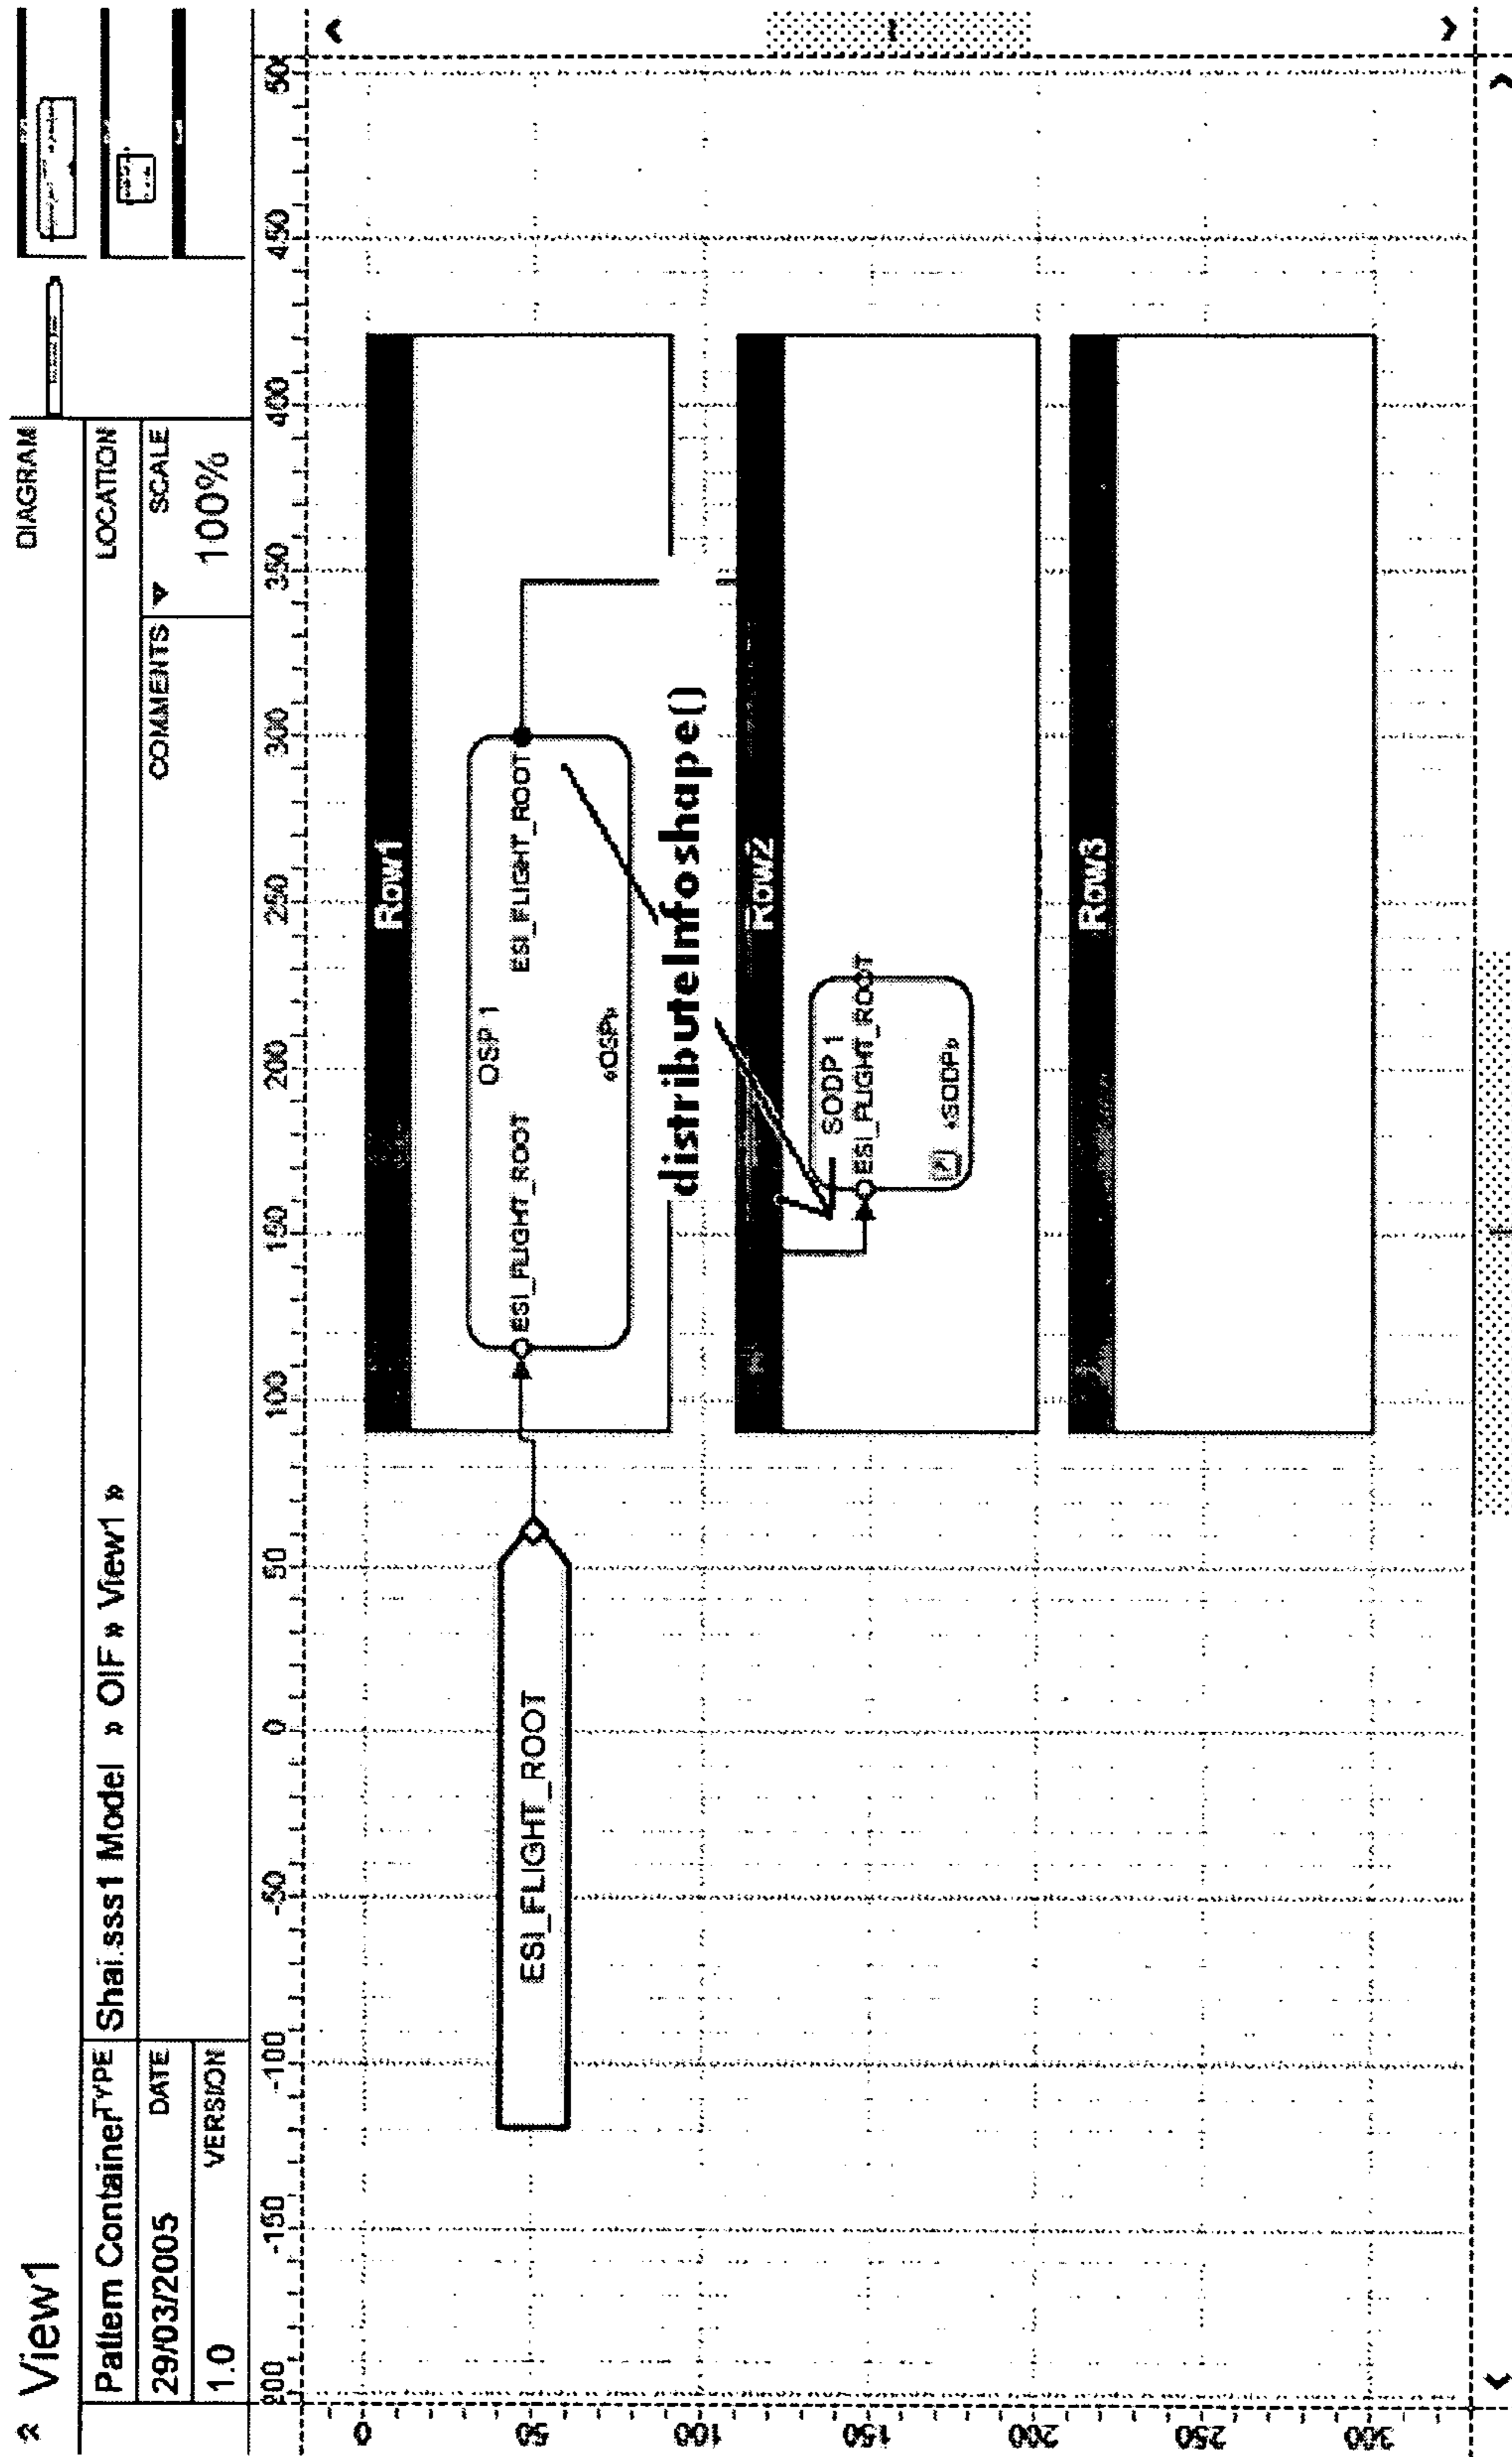 View1
DIAGRAM
Pattern Container TYPE
Shai.sss1 Model » OIF » View1 »
LOCATION
29/03/2005 DATE
COMMENTS
SCALE
1.0 VERSION
100%
-150 -100 -50 0 50 100 150 200 250 300 350 400 450
0
50
100
150
200
250
300
Row1
OSP 1
ESI_FLIGHT_ROOT
ESI_FLIGHT_ROOT
ESI_FLIGHT_ROOT
«OSP»
distributeInfoshape()
Row2
SODP 1
ESI_FLIGHT_ROOT
«SODP»
Row3